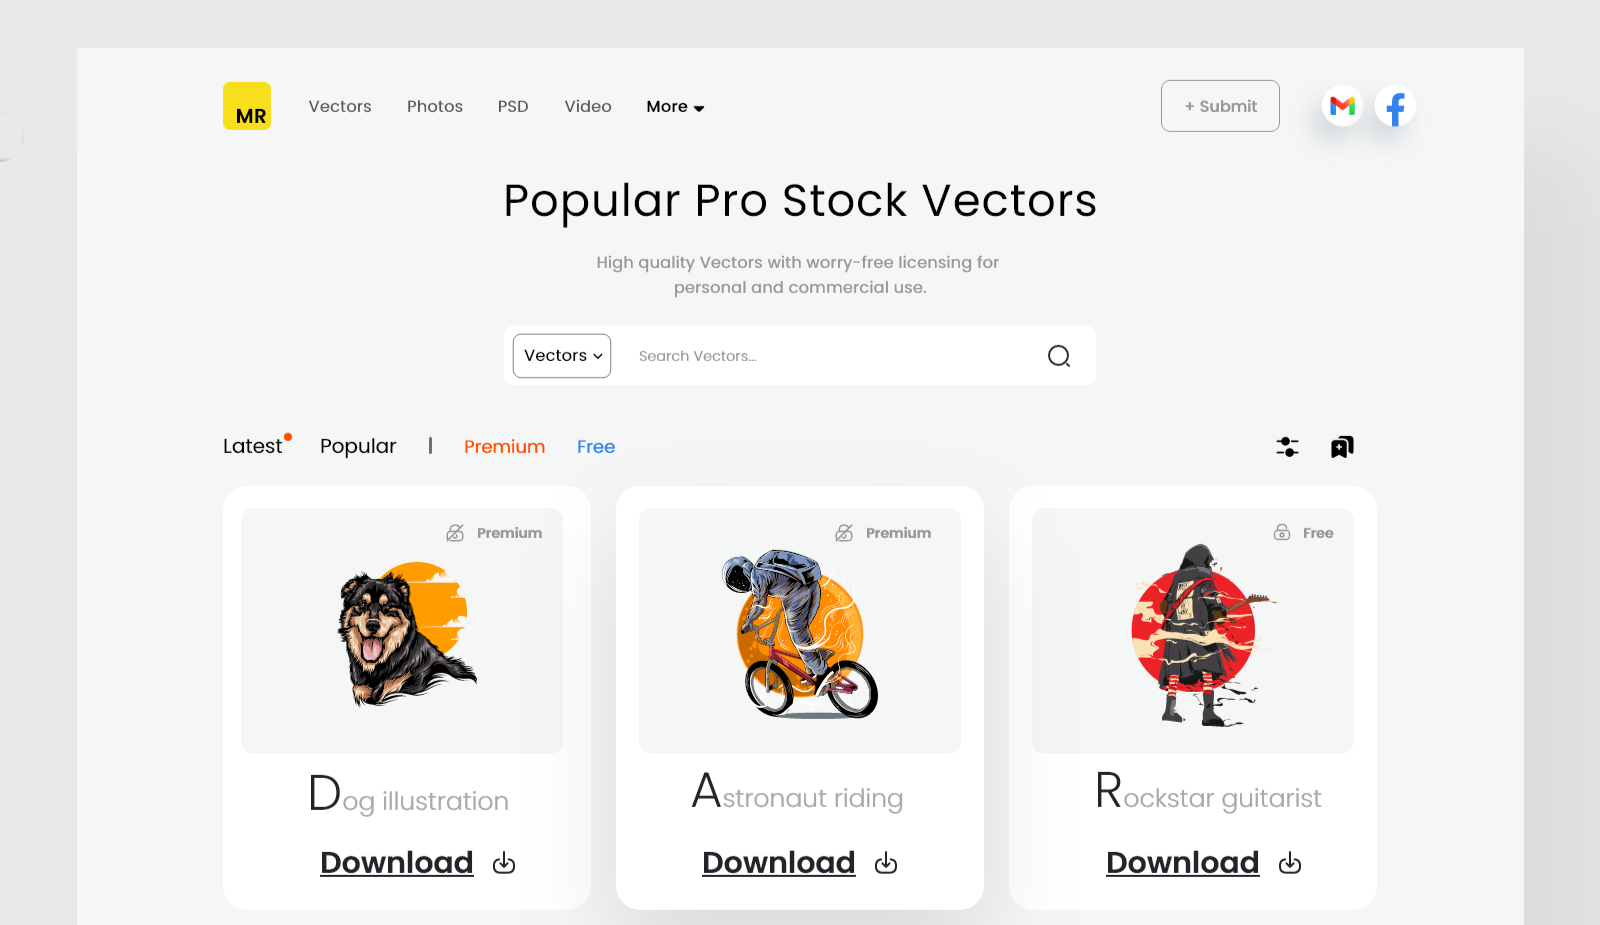 MR
Vectors
Photos
PSD
Video
More
+ Submit
Popular Pro Stock Vectors
High quality Vectors with worry-free licensing for
personal and commercial use.
Vectors
Search Vectors...
Latest
Popular
|
Premium
Free
Premium
Premium
Free
Dog illustration
Astronaut riding
Rockstar guitarist
Download
Download
Download